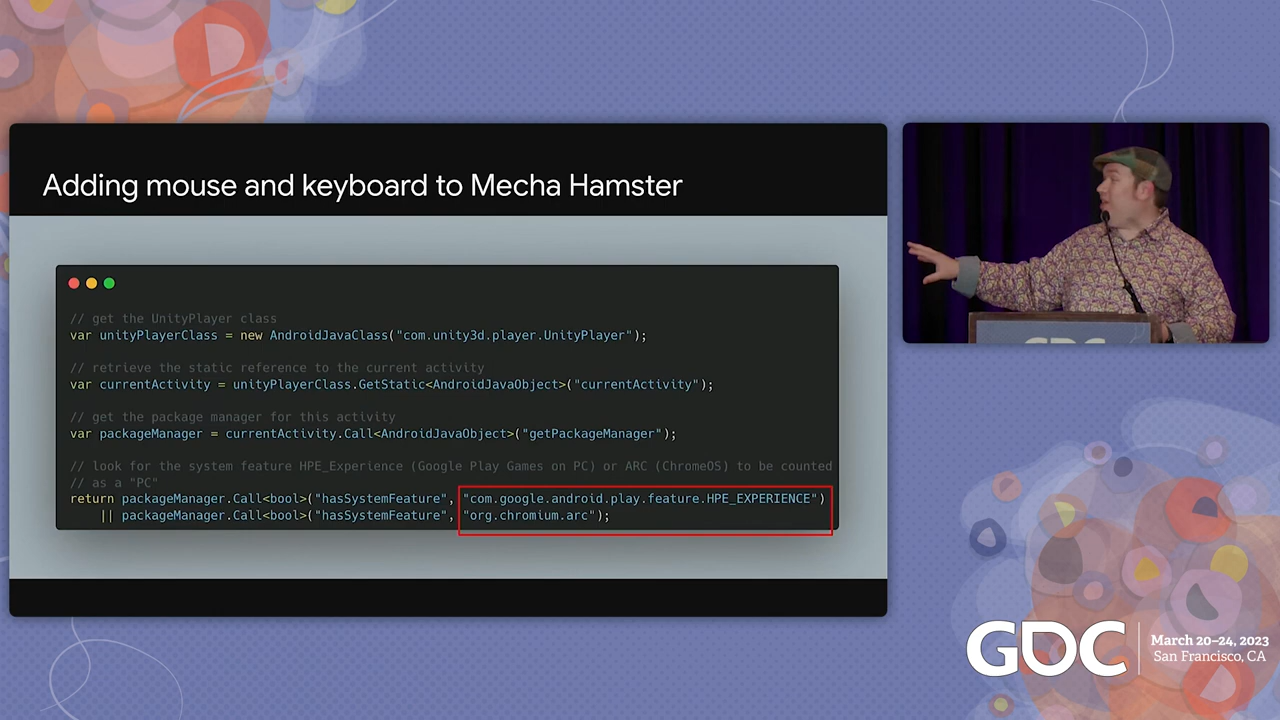 Adding mouse and keyboard to Mecha Hamster
// get the UnityPlayer class
var unityPlayerClass = new AndroidJavaClass("com.unity3d.player.UnityPlayer");
// retrieve the static reference to the current activity
var currentActivity = unityPlayerClass.GetStatic<AndroidJavaObject>("currentActivity");
// get the package manager for this activity
var packageManager = currentActivity.Call<AndroidJavaObject>("getPackageManager");
// look for the system feature HPE_Experience (Google Play Games on PC) or ARC (ChromeOS) to be counted
// as a "PC"
return packageManager.Call<bool>("hasSystemFeature", "com.google.android.play.feature.HPE_EXPERIENCE")
|| packageManager.Call<bool>("hasSystemFeature", "org.chromium.arc");
GDC
March 20–24, 2023
San Francisco, CA